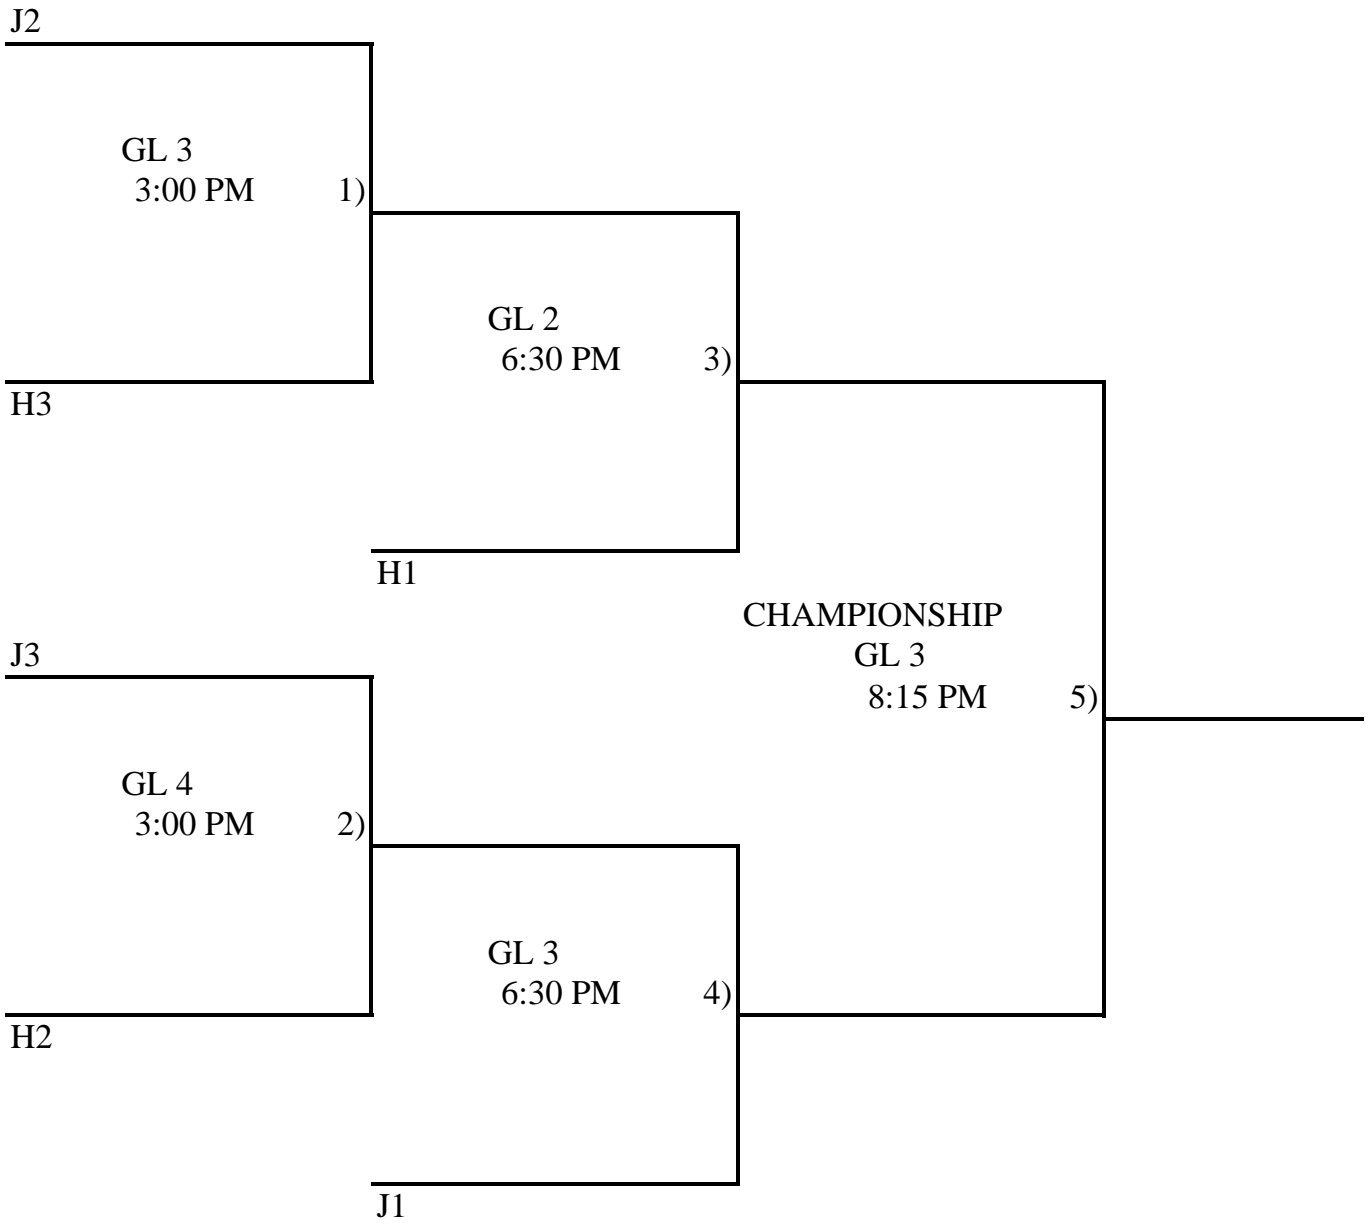 J2
GL 3
3:00 PM 1)
GL 2
6:30 PM 3)
H3
H1
CHAMPIONSHIP
GL 3
8:15 PM 5)
J3
GL 4
3:00 PM 2)
GL 3
6:30 PM 4)
H2
J1